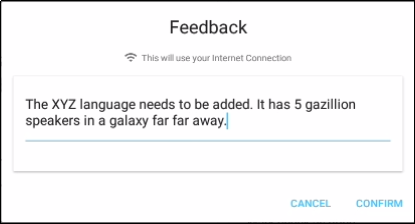 Feedback
This will use your Internet Connection
The XYZ language needs to be added. It has 5 gazillion
speakers in a galaxy far far away.
CANCEL CONFIRM